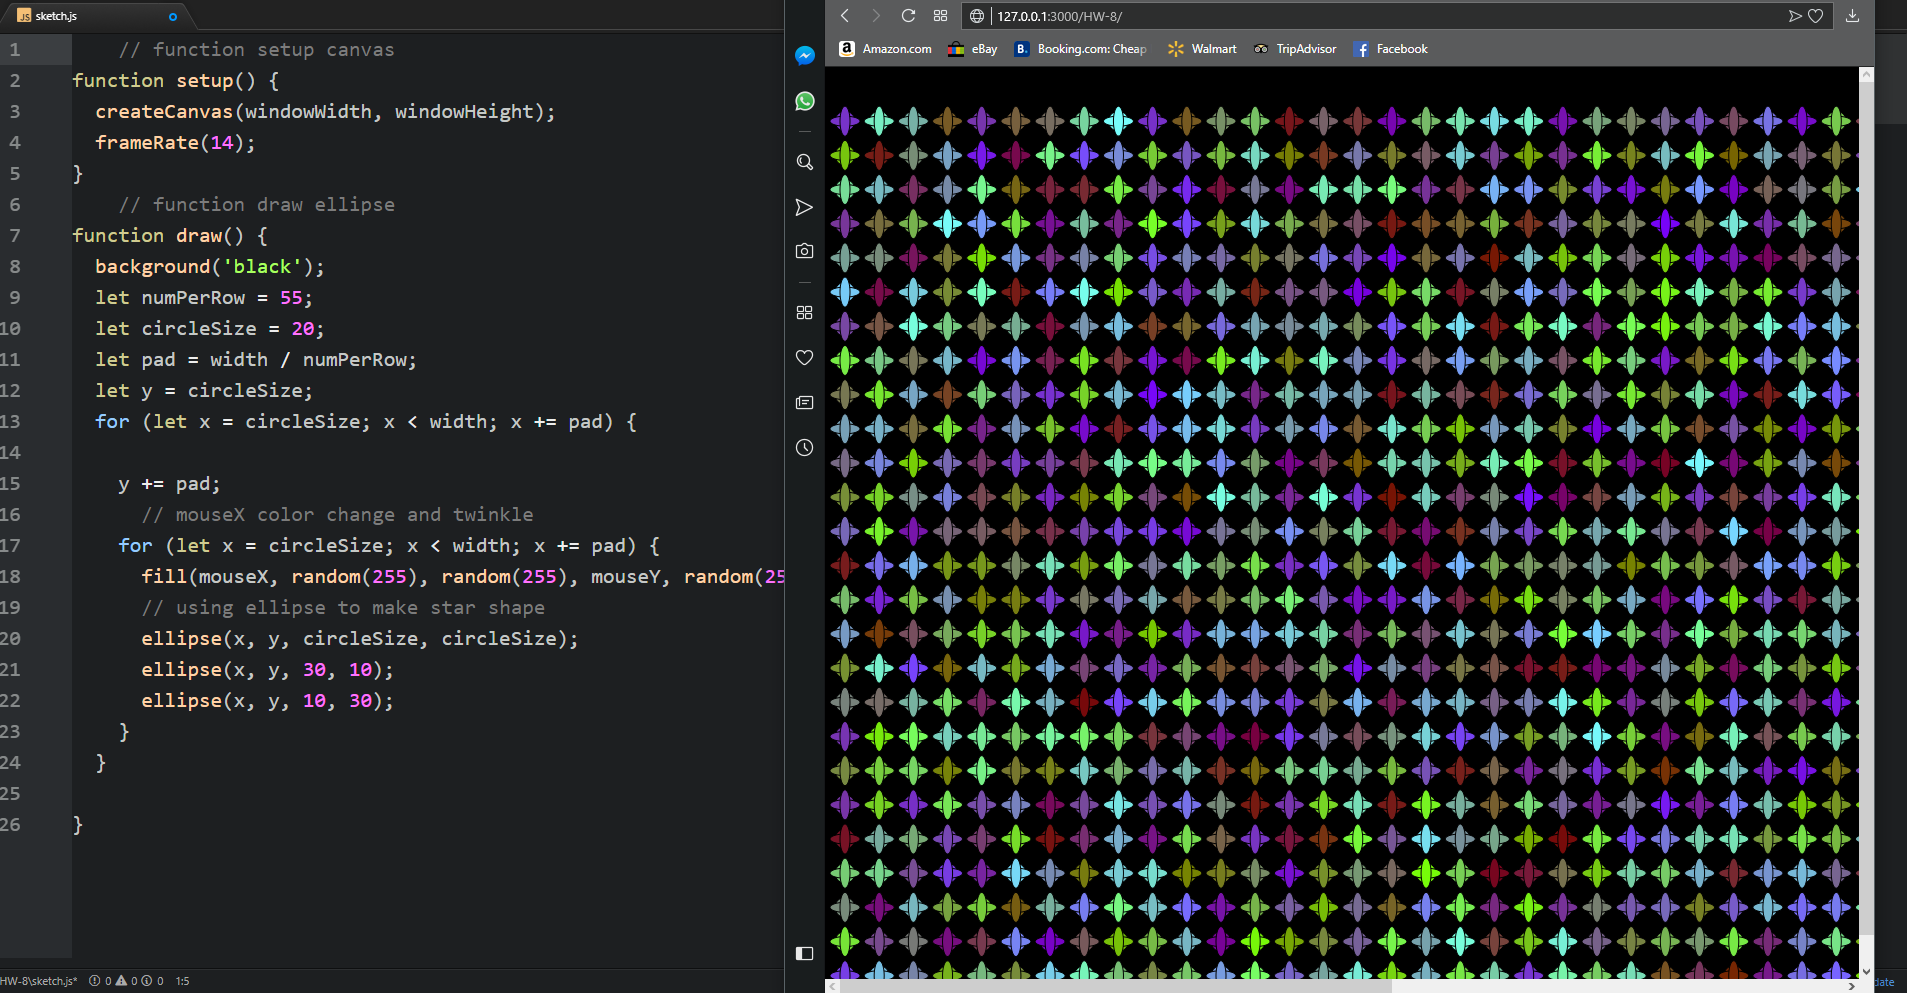 sketch.js
127.0.0.1:3000/HW-8/
Amazon.com eBay Booking.com: Cheap Walmart TripAdvisor Facebook
1 // function setup canvas
2 function setup() {
3 createCanvas(windowWidth, windowHeight);
4 frameRate(14);
5 }
6 // function draw ellipse
7 function draw() {
8 background('black');
9 let numPerRow = 55;
10 let circleSize = 20;
11 let pad = width / numPerRow;
12 let y = circleSize;
13 for (let x = circleSize; x < width; x += pad) {
14
15 y += pad;
16 // mouseX color change and twinkle
17 for (let x = circleSize; x < width; x += pad) {
18 fill(mouseX, random(255), random(255), mouseY, random(25
19 // using ellipse to make star shape
20 ellipse(x, y, circleSize, circleSize);
21 ellipse(x, y, 30, 10);
22 ellipse(x, y, 10, 30);
23 }
24 }
25
26 }
HW-8\sketch.js* 0 0 0 1:5
date